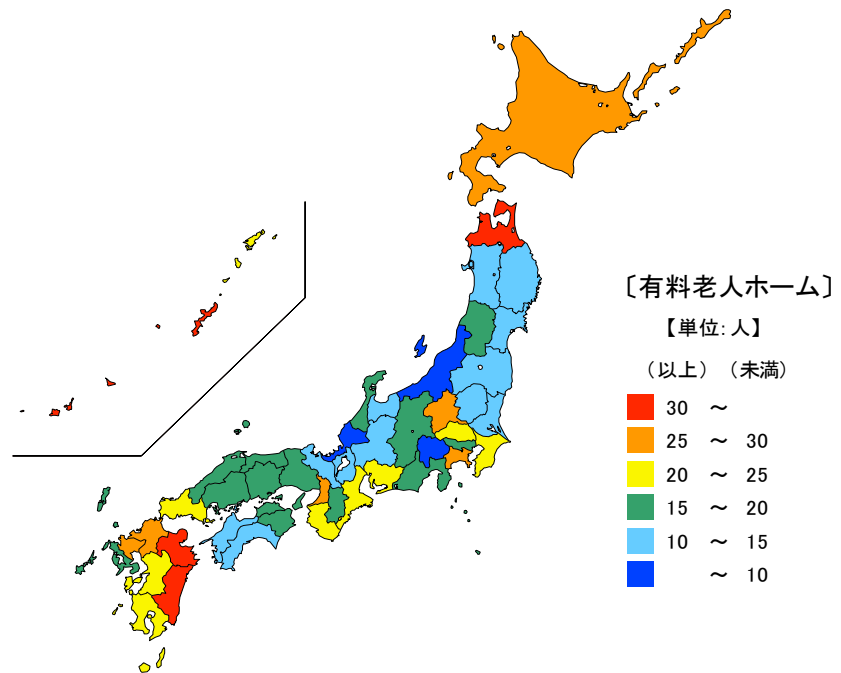 〔有料老人ホーム〕
【単位:人】
(以上) (未満)
30 ~
25 ~ 30
20 ~ 25
15 ~ 20
10 ~ 15
~ 10